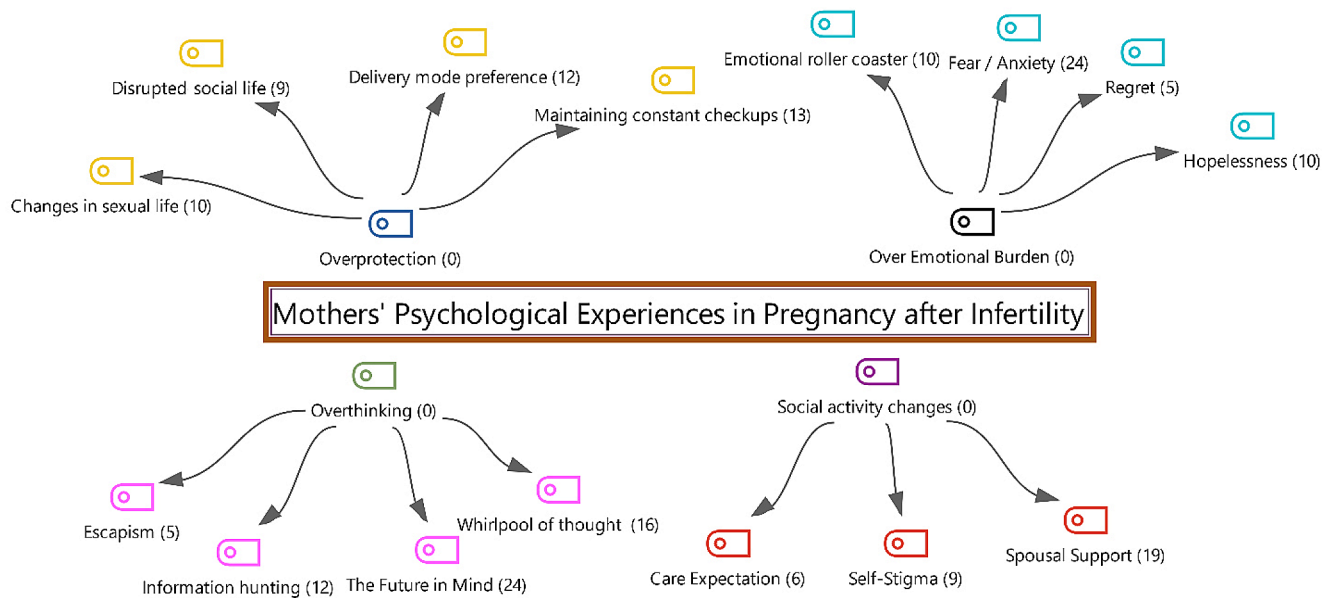 Disrupted social life (9)
Delivery mode preference (12)
Maintaining constant checkups (13)
Changes in sexual life (10)
Overprotection (0)
Emotional roller coaster (10)
Fear / Anxiety (24)
Regret (5)
Hopelessness (10)
Over Emotional Burden (0)
Mothers' Psychological Experiences in Pregnancy after Infertility
Overthinking (0)
Escapism (5)
Information hunting (12)
The Future in Mind (24)
Whirlpool of thought (16)
Social activity changes (0)
Care Expectation (6)
Self-Stigma (9)
Spousal Support (19)